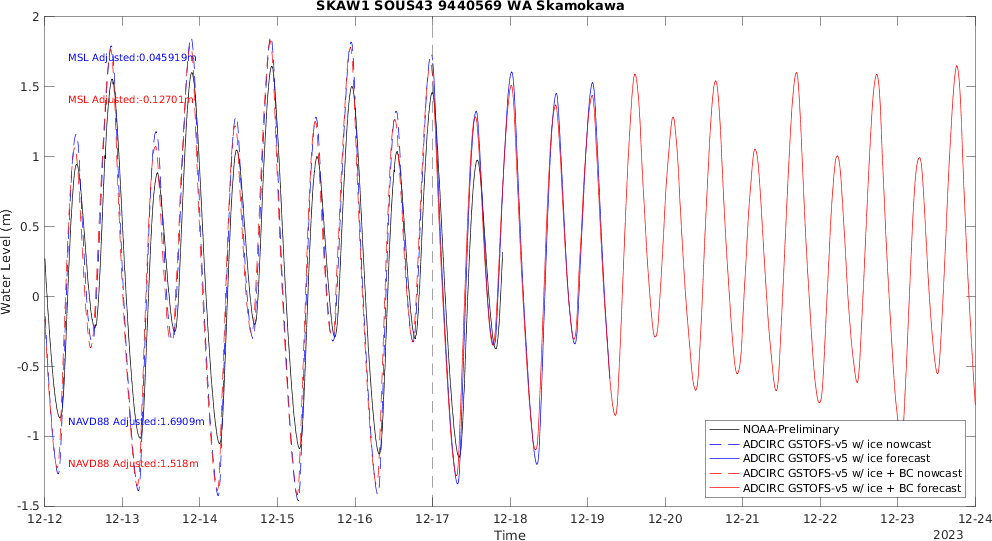 SKAW1 SOUS43 9440569 WA Skamokawa
2
1.5
1
0.5
0
-0.5
-1
-1.5
Water Level (m)
MSL Adjusted:0.045919m
MSL Adjusted:-0.12701m
NAVD88 Adjusted:1.6909m
NAVD88 Adjusted:1.518m
NOAA-Preliminary
ADCIRC GSTOFS-v5 w/ ice nowcast
ADCIRC GSTOFS-v5 w/ ice forecast
ADCIRC GSTOFS-v5 w/ ice + BC nowcast
ADCIRC GSTOFS-v5 w/ ice + BC forecast
12-12 12-13 12-14 12-15 12-16 12-17 12-18 12-19 12-20 12-21 12-22 12-23 12-24
Time
2023